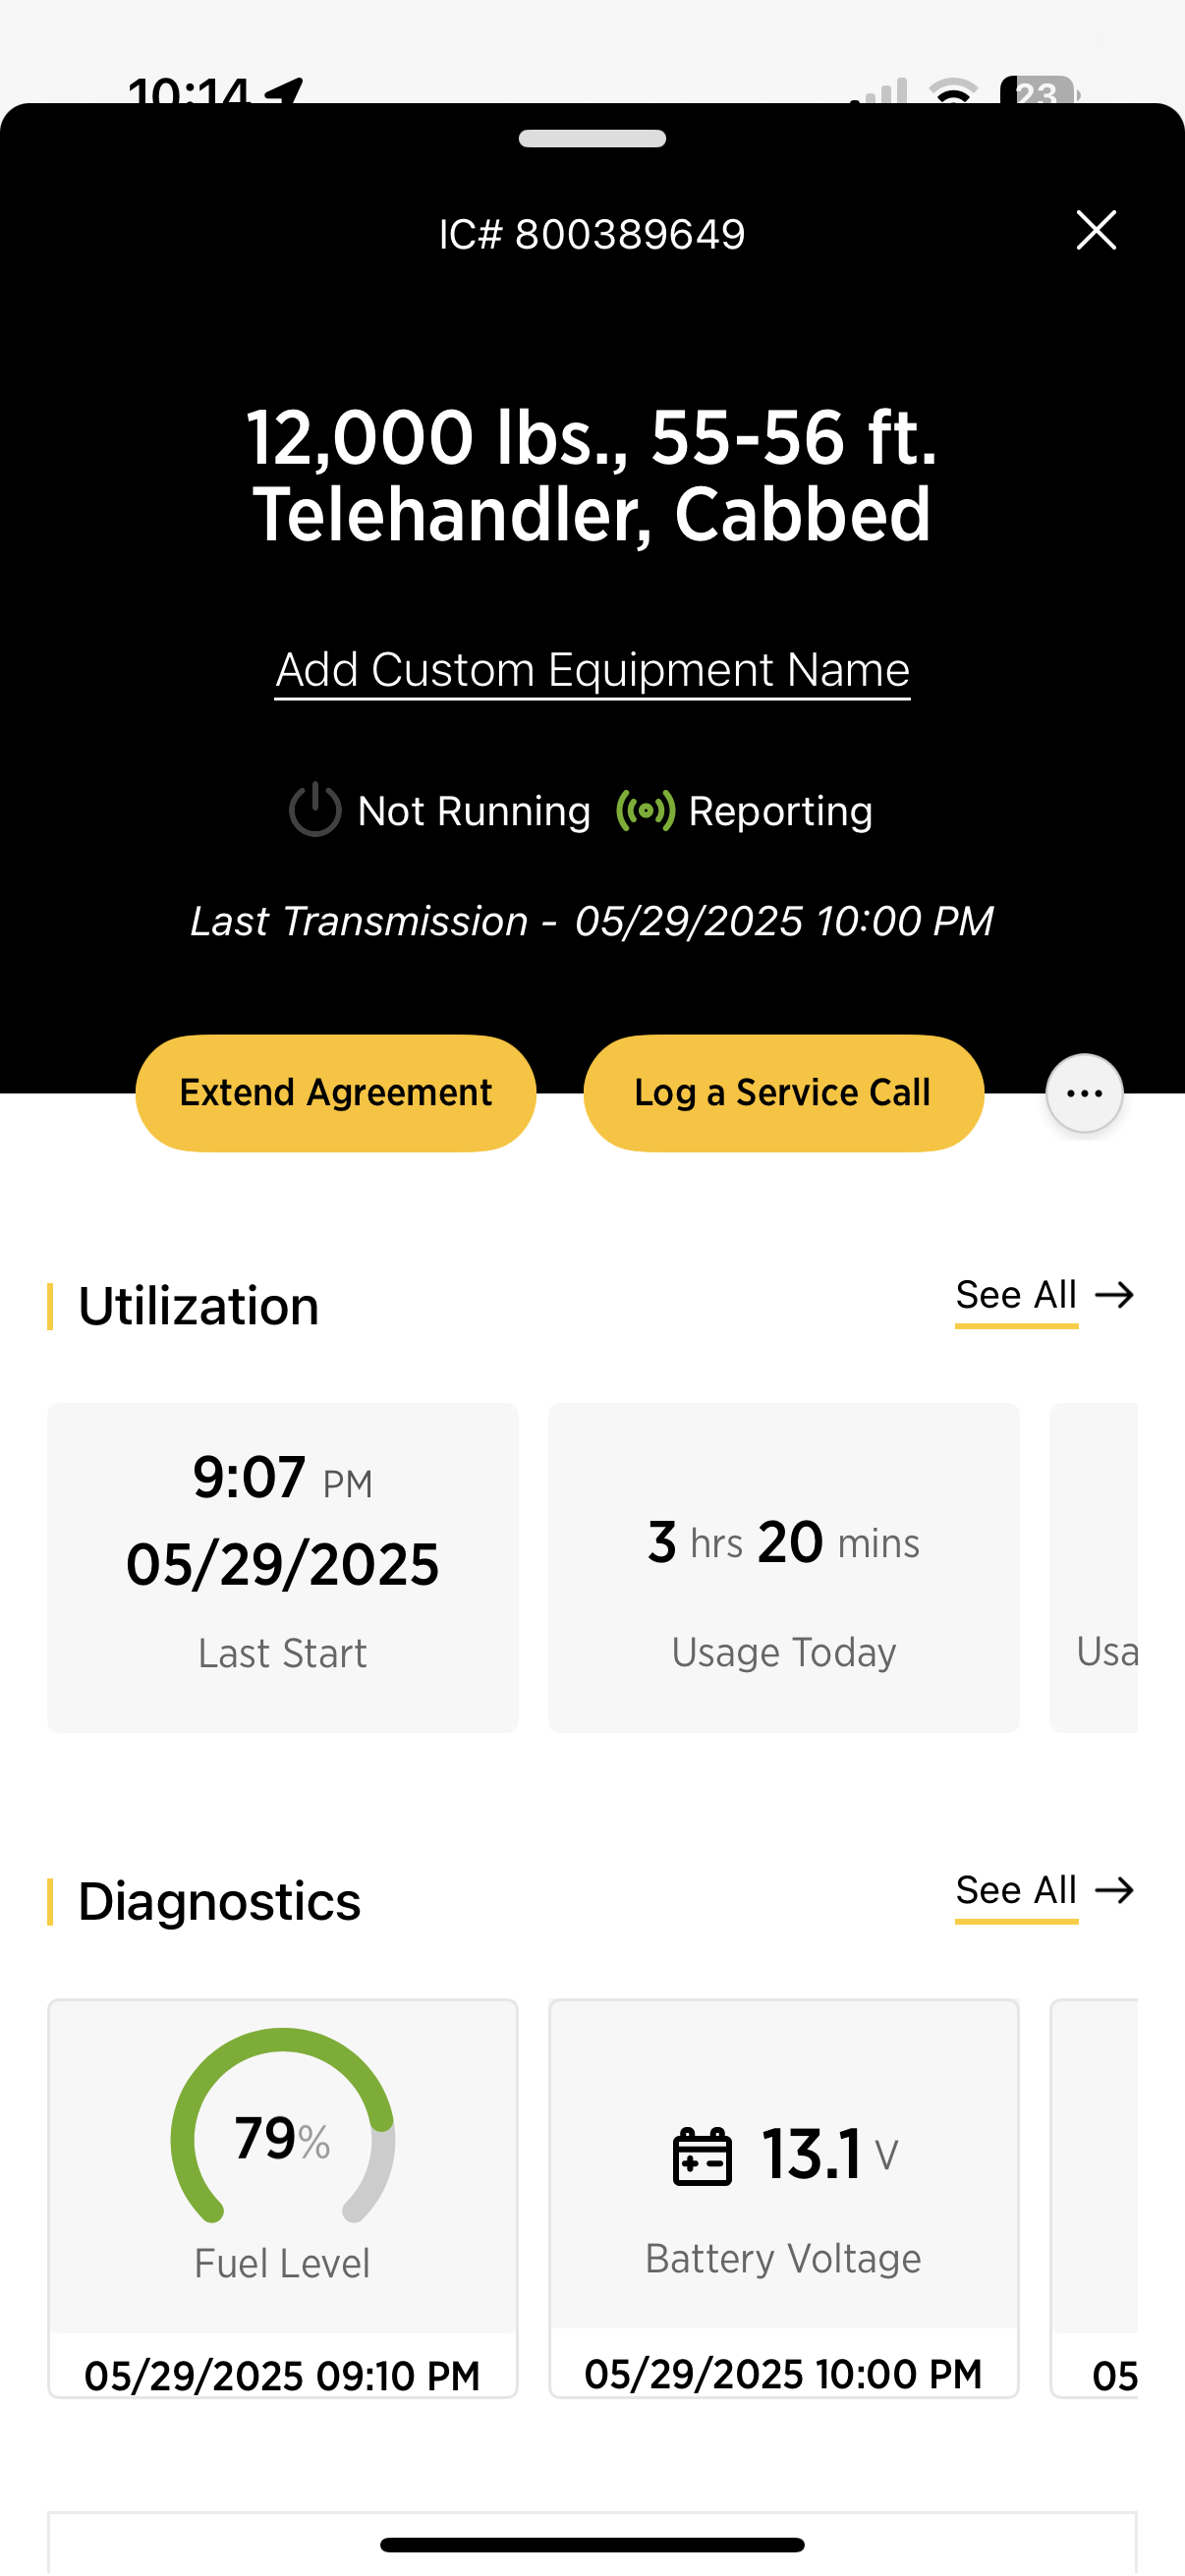 10:14
23
IC# 800389649
12,000 lbs., 55-56 ft.
Telehandler, Cabbed
Add Custom Equipment Name
Not Running Reporting
Last Transmission - 05/29/2025 10:00 PM
Extend Agreement Log a Service Call
Utilization See All
9:07 PM
05/29/2025
Last Start
3 hrs 20 mins
Usage Today
Usa
Diagnostics See All
79%
Fuel Level
05/29/2025 09:10 PM
13.1 V
Battery Voltage
05/29/2025 10:00 PM
05